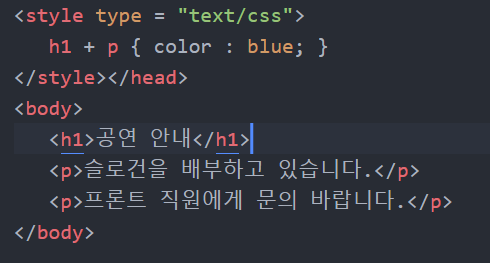 <style type = "text/css">
h1 + p { color : blue; }
</style></head>
<body>
<h1>공연 안내</h1>
<p>슬로건을 배부하고 있습니다.</p>
<p>프론트 직원에게 문의 바랍니다.</p>
</body>